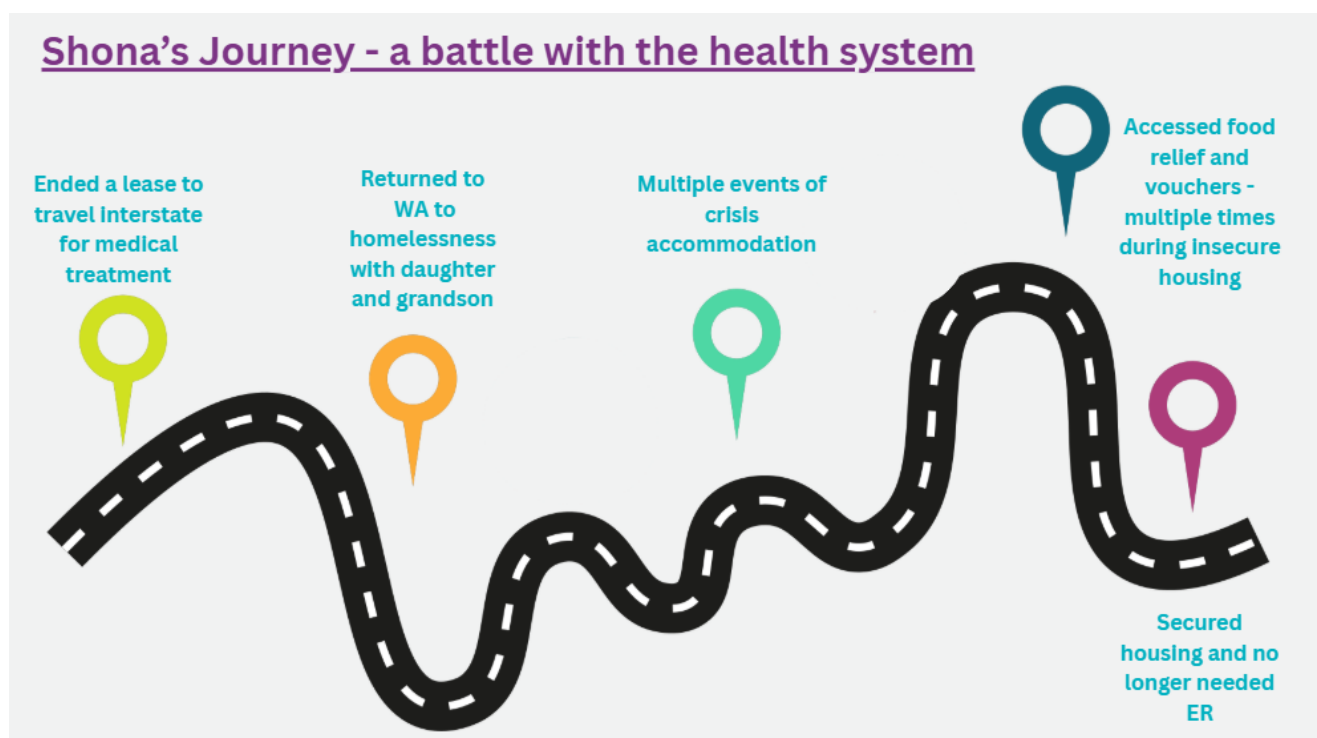 Shona’s Journey - a battle with the health system
Ended a lease to
travel interstate
for medical
treatment
Returned to
WA to
homelessness
with daughter
and grandson
Multiple events of
crisis
accommodation
Accessed food
relief and
vouchers -
multiple times
during insecure
housing
Secured
housing and no
longer needed
ER